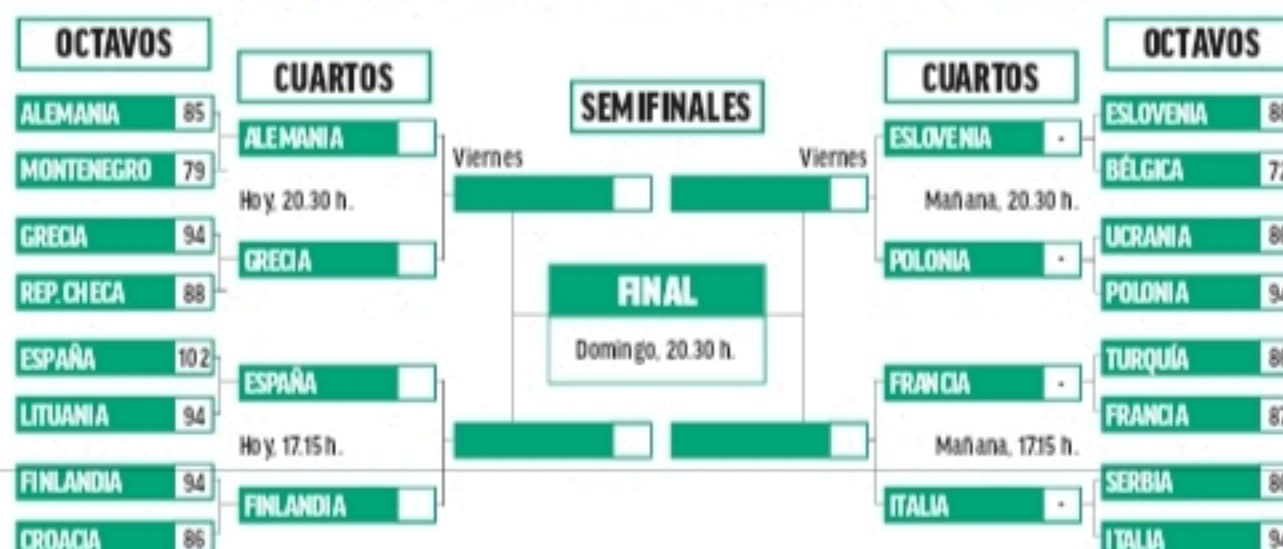 OCTAVOS
ALEMANIA 85
MONTENEGRO 79
GRECIA 94
REP. CHECA 88
ESPAÑA 102
LITUANIA 94
FINLANDIA 94
CROACIA 86
CUARTOS
ALEMANIA
Hoy, 20.30 h.
GRECIA
ESPAÑA
Hoy, 17.15 h.
FINLANDIA
SEMIFINALES
Viernes
Viernes
FINAL
Domingo, 20.30 h.
CUARTOS
ESLOVENIA -
Mañana, 20.30 h.
POLONIA -
FRANCIA -
Mañana, 17.15 h.
ITALIA -
OCTAVOS
ESLOVENIA
BÉLGICA
UCRANIA
POLONIA
TURQUÍA
FRANCIA
SERBIA
ITALIA